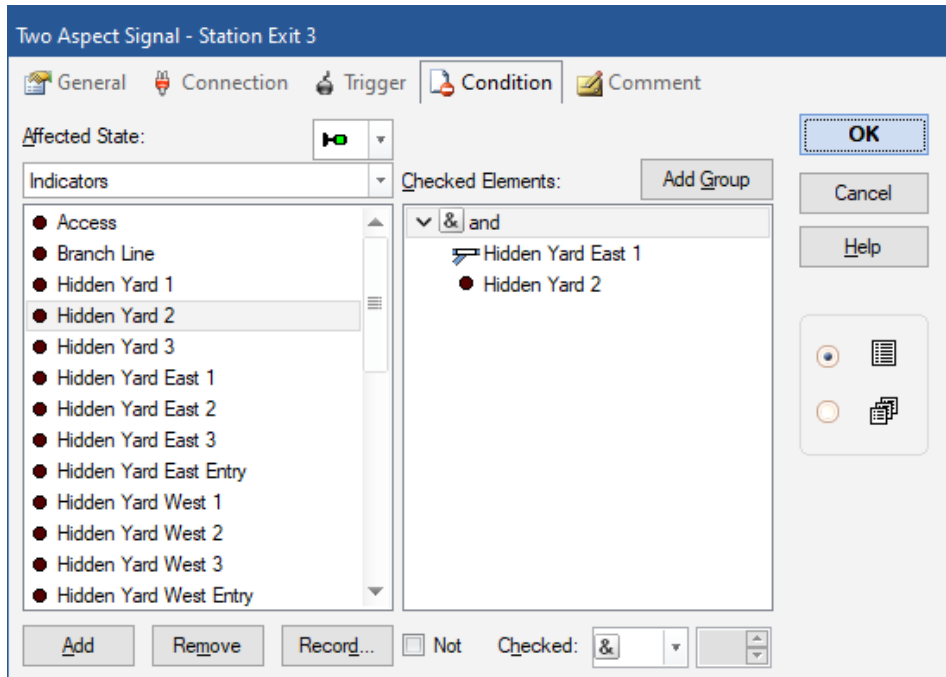 Two Aspect Signal - Station Exit 3
General Connection Trigger Condition Comment
Affected State:
Indicators
Access
Branch Line
Hidden Yard 1
Hidden Yard 2
Hidden Yard 3
Hidden Yard East 1
Hidden Yard East 2
Hidden Yard East 3
Hidden Yard East Entry
Hidden Yard West 1
Hidden Yard West 2
Hidden Yard West 3
Hidden Yard West Entry
Add Remove Record...
Checked Elements: Add Group
& and
Hidden Yard East 1
Hidden Yard 2
Not Checked: &
OK
Cancel
Help